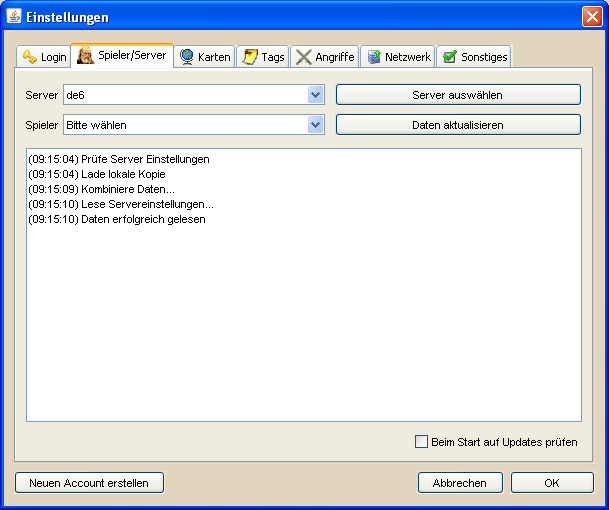 Einstellungen
Login Spieler/Server Karten Tags Angriffe Netzwerk Sonstiges
Server de6 Server auswählen
Spieler Bitte wählen Daten aktualisieren
(09:15:04) Prüfe Server Einstellungen
(09:15:04) Lade lokale Kopie
(09:15:09) Kombiniere Daten...
(09:15:10) Lese Servereinstellungen...
(09:15:10) Daten erfolgreich gelesen
Beim Start auf Updates prüfen
Neuen Account erstellen Abbrechen OK